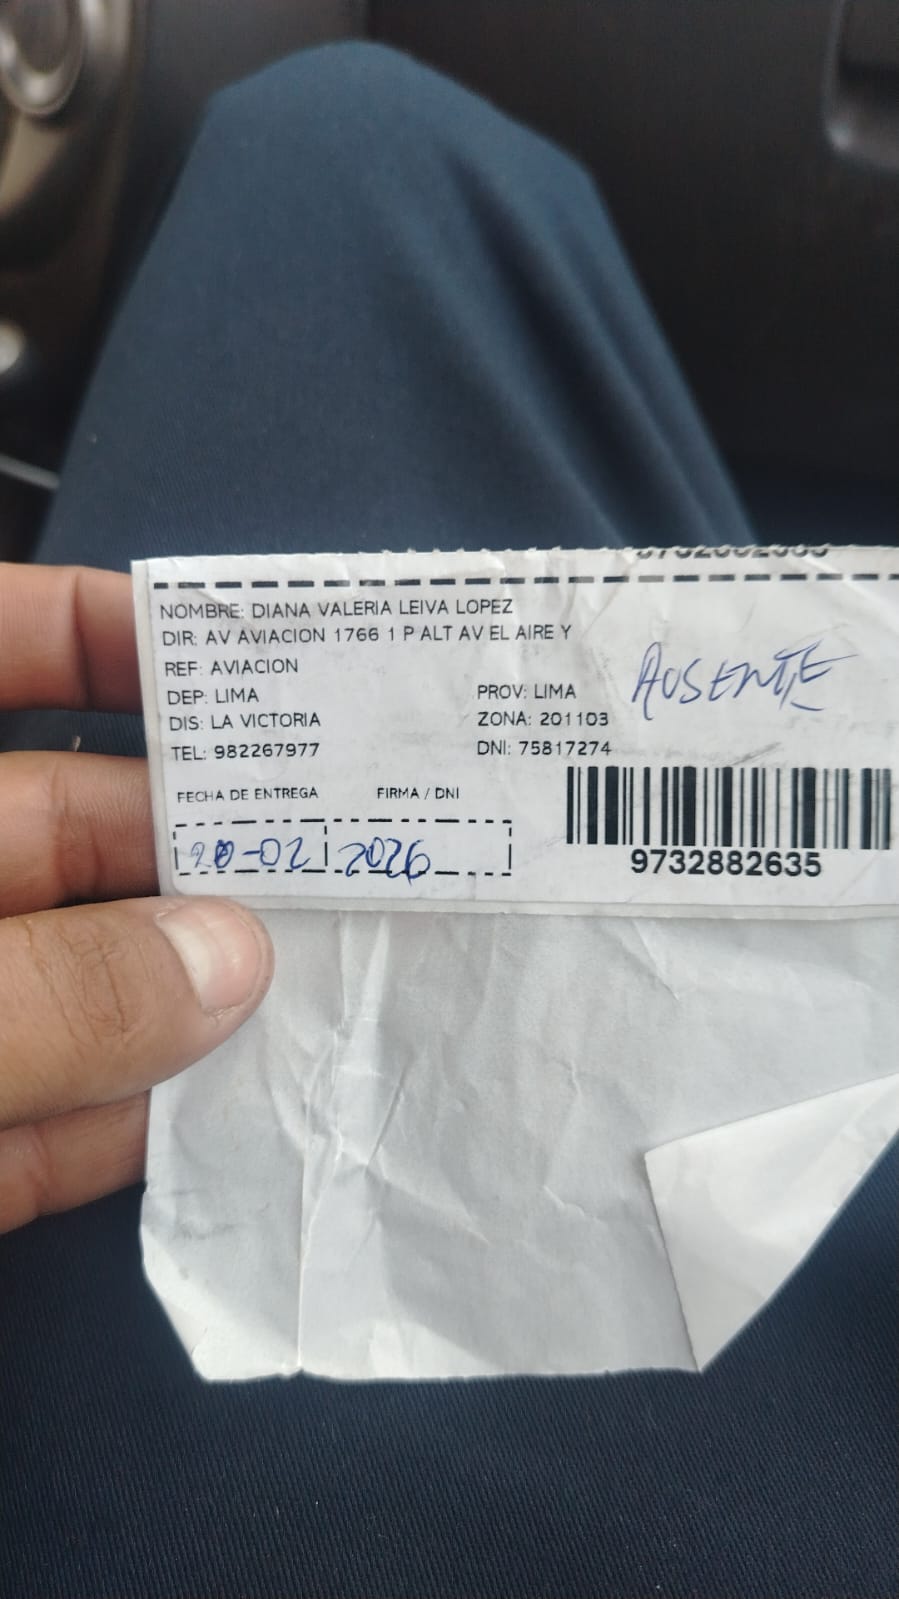 NOMBRE: DIANA VALERIA LEIVA LOPEZ
DIR: AV AVIACION 1766 1 P ALT AV EL AIRE Y
REF: AVIACION
DEP: LIMA PROV: LIMA
AUSENTE
DIS: LA VICTORIA ZONA: 201103
TEL: 982267977 DNI: 75817274
FECHA DE ENTREGA FIRMA / DNI
20-02 2026
9732882635